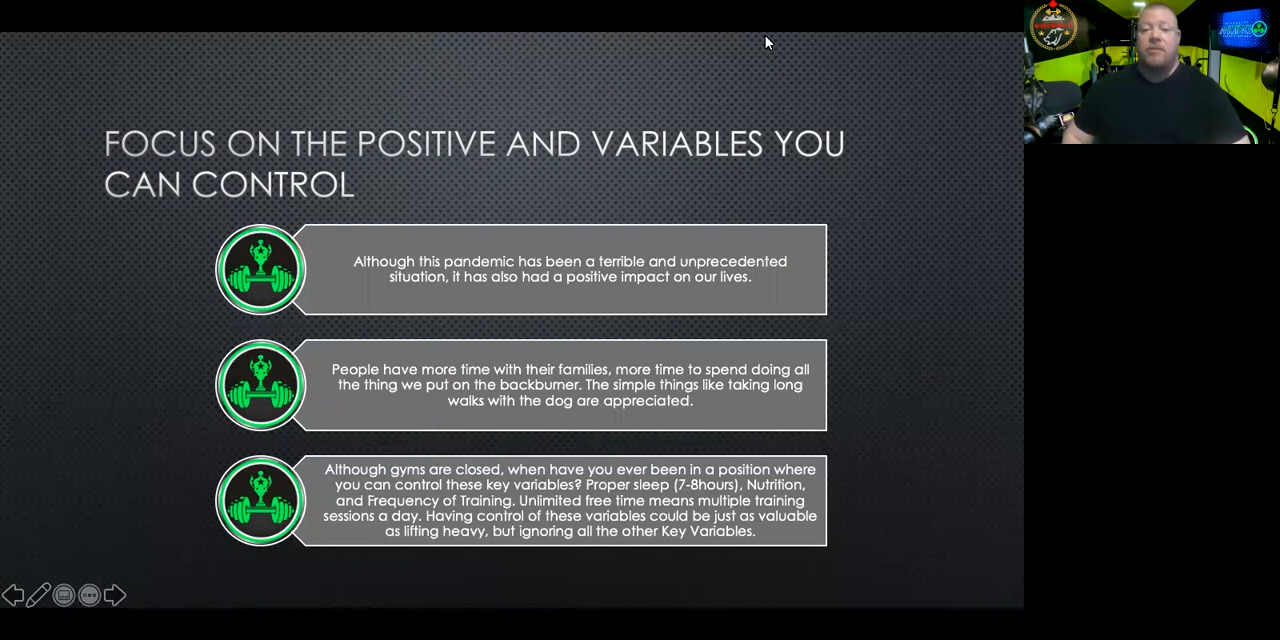 FOCUS ON THE POSITIVE AND VARIABLES YOU
CAN CONTROL
Although this pandemic has been a terrible and unprecedented
situation, it has also had a positive impact on our lives.
People have more time with their families, more time to spend doing all
the thing we put on the backburner. The simple things like taking long
walks with the dog are appreciated.
Although gyms are closed, when have you ever been in a position where
you can control these key variables? Proper sleep (7-8hours), Nutrition,
and Frequency of Training. Unlimited free time means multiple training
sessions a day. Having control of these variables could be just as valuable
as lifting heavy, but ignoring all the other Key Variables.